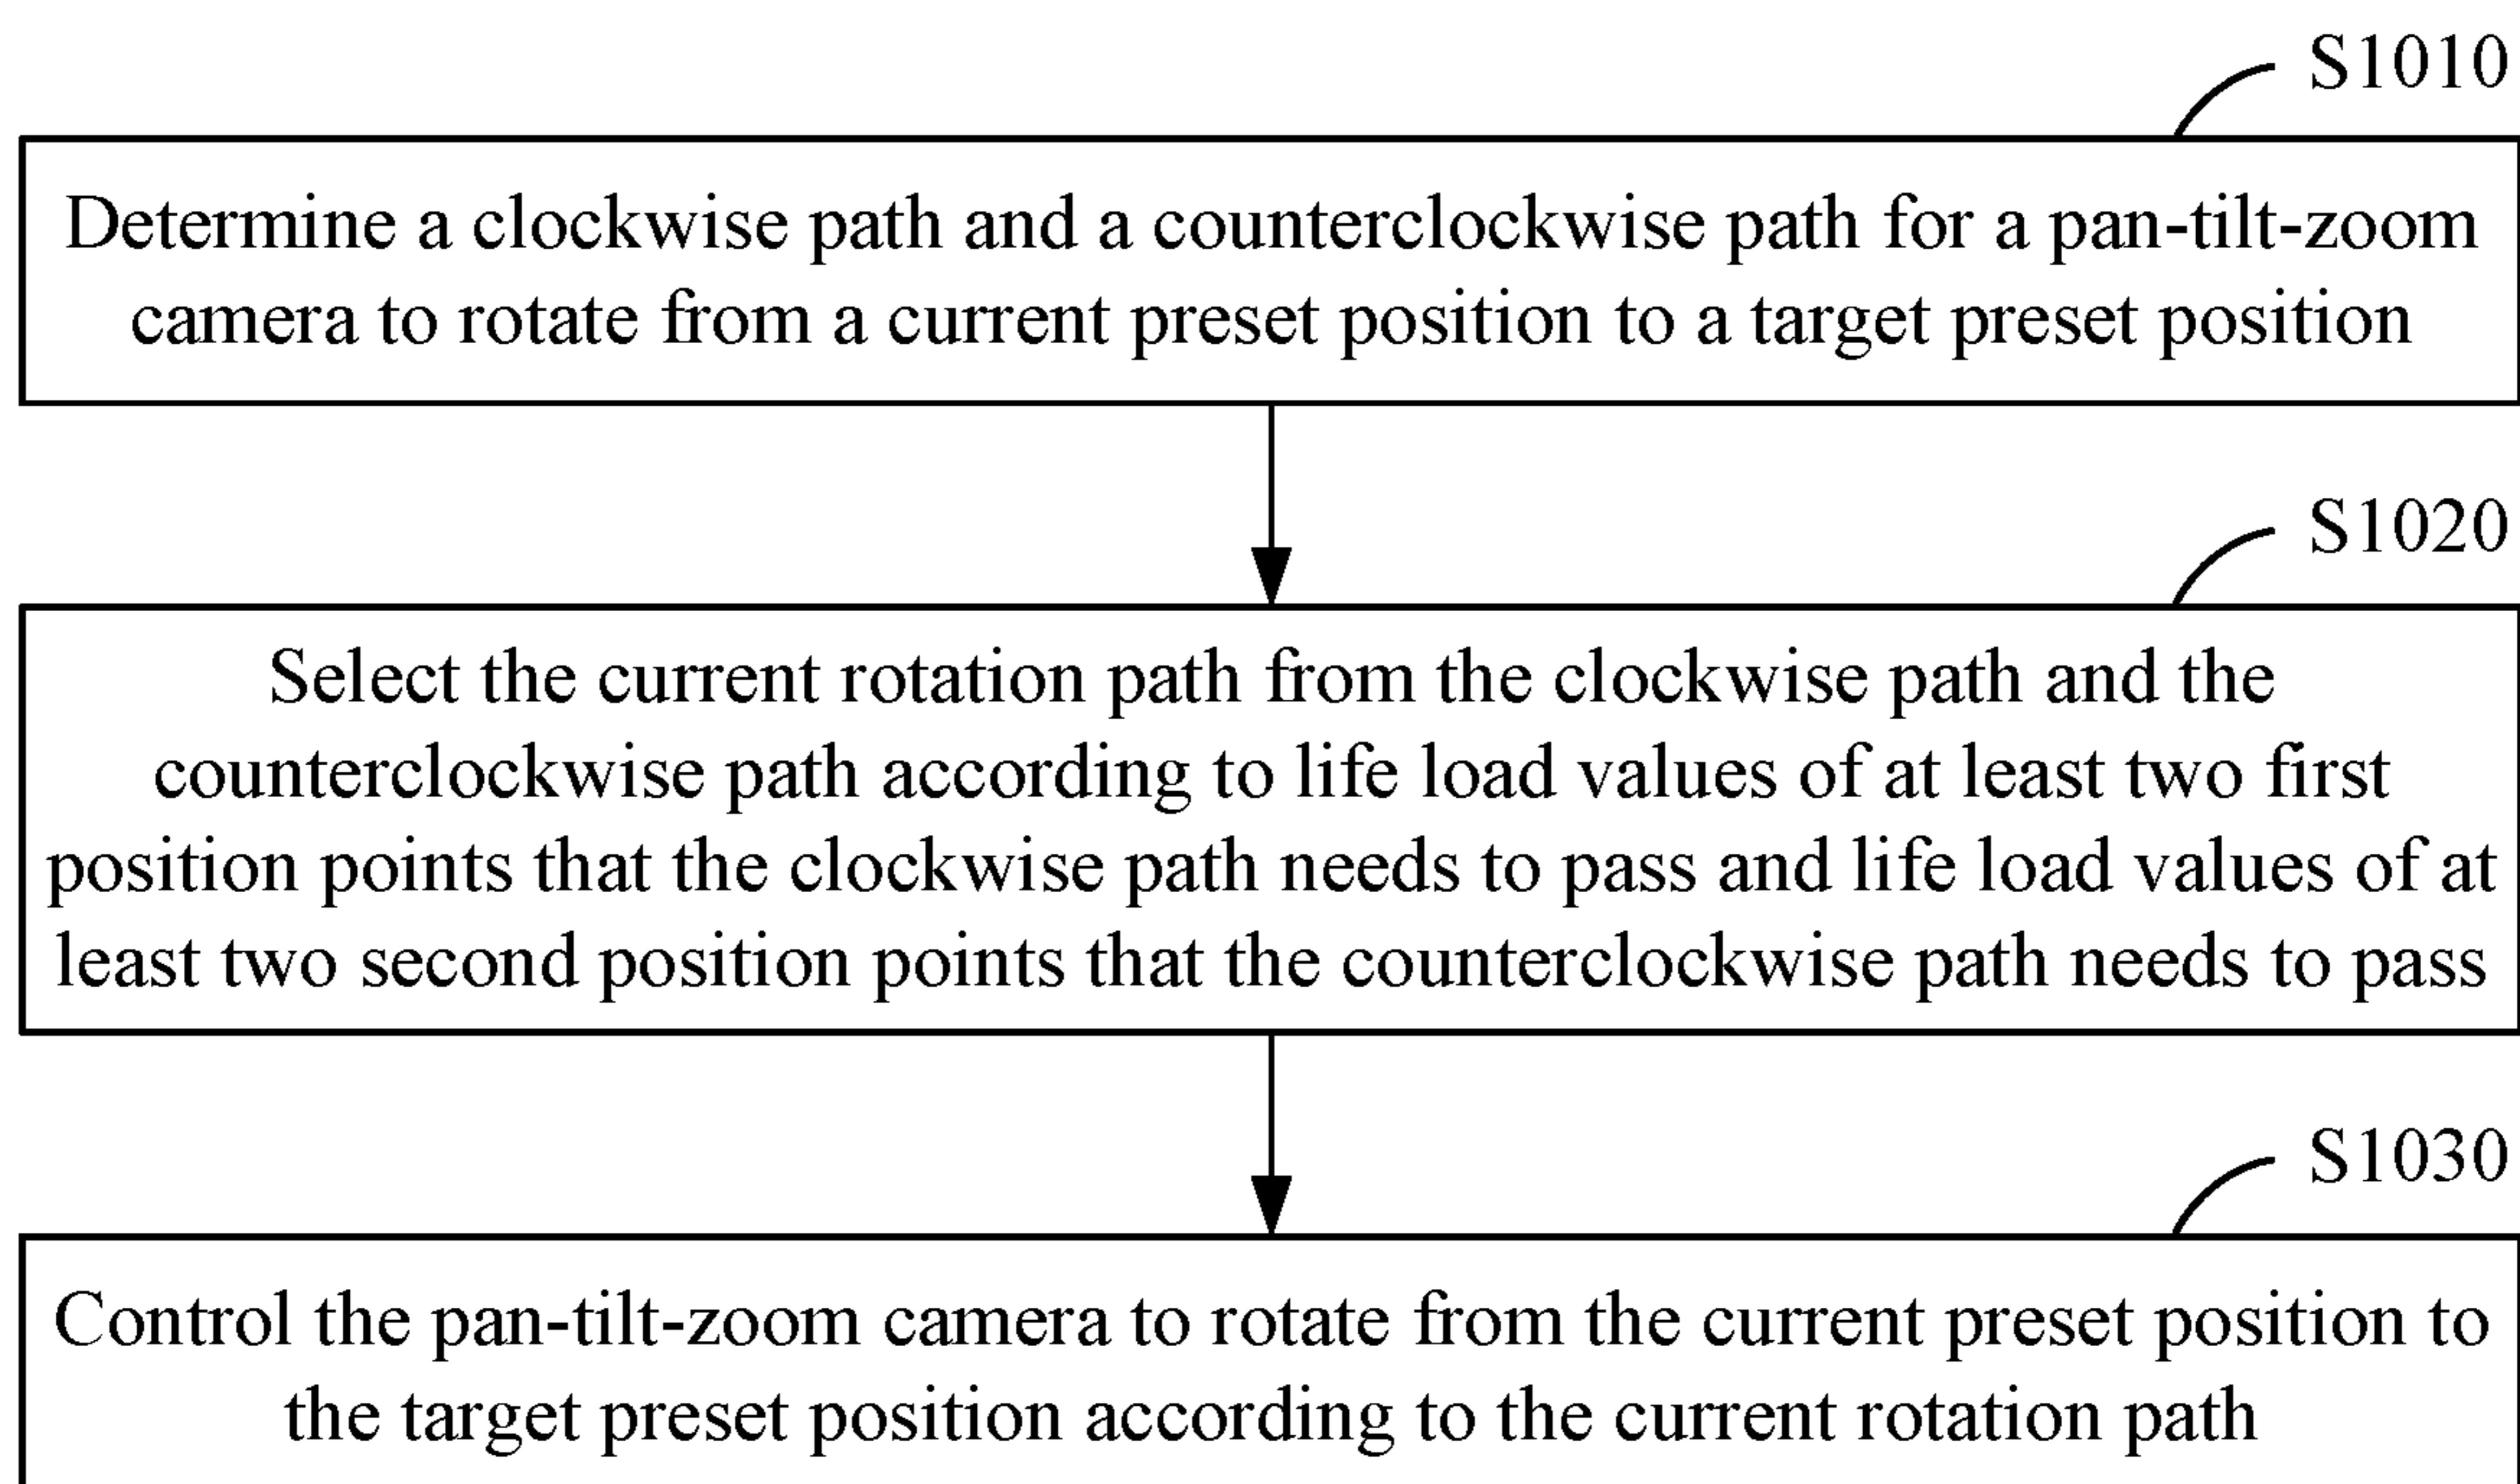 S1010
Determine a clockwise path and a counterclockwise path for a pan-tilt-zoom
camera to rotate from a current preset position to a target preset position
S1020
Select the current rotation path from the clockwise path and the
counterclockwise path according to life load values of at least two first
position points that the clockwise path needs to pass and life load values of at
least two second position points that the counterclockwise path needs to pass
S1030
Control the pan-tilt-zoom camera to rotate from the current preset position to
the target preset position according to the current rotation path